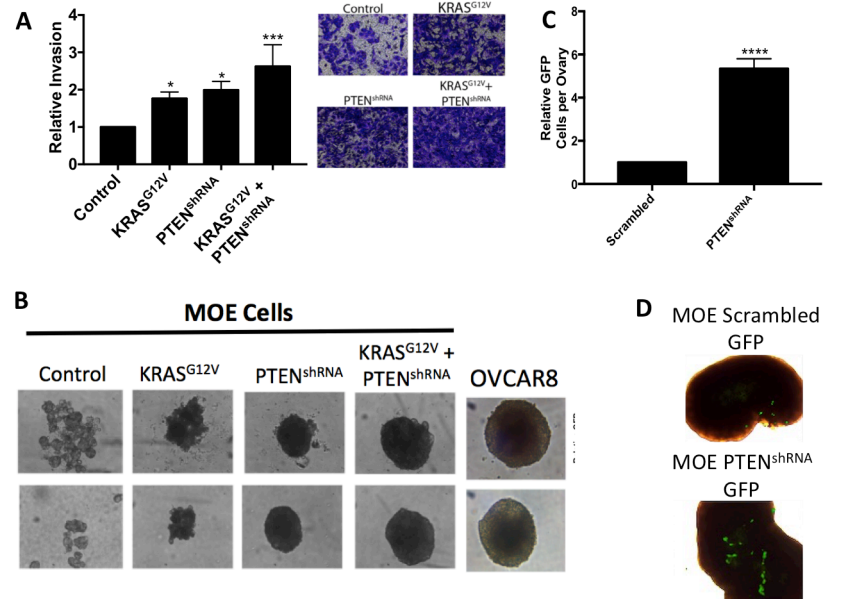 A
Relative Invasion
4
3
2
1
0
*
*
***
Control
KRASG12V
PTENshRNA
KRASG12V +
PTENshRNA
Control
KRASG12V
PTENshRNA
KRASG12V+
PTENshRNA
C
Relative GFP
Cells per Ovary
8
6
4
2
0
****
Scrambled
PTENshRNA
B
MOE Cells
Control
KRASG12V
PTENshRNA
KRASG12V +
PTENshRNA
OVCAR8
D
MOE Scrambled
GFP
MOE PTENshRNA
GFP